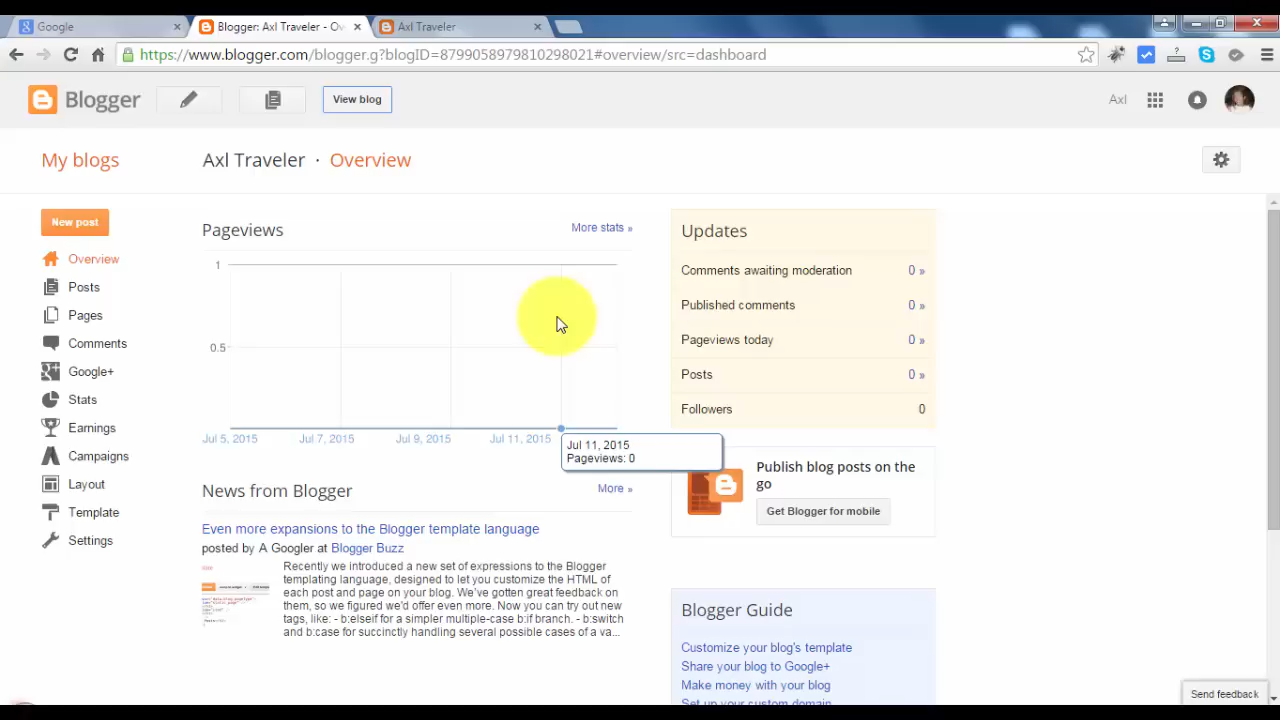 Google
Blogger: Axl Traveler - Ov
Axl Traveler
https://www.blogger.com/blogger.g?blogID=8799058979810298021#overview/src=dashboard
Blogger
View blog
Axl
My blogs
Axl Traveler · Overview
New post
Overview
Posts
Pages
Comments
Google+
Stats
Earnings
Campaigns
Layout
Template
Settings
Pageviews
More stats »
1
0.5
Jul 5, 2015
Jul 7, 2015
Jul 9, 2015
Jul 11, 2015
Jul 11, 2015
Pageviews: 0
News from Blogger
More »
Even more expansions to the Blogger template language
posted by A Googler at Blogger Buzz
Recently we introduced a new set of expressions to the Blogger
templating language, designed to let you customize the HTML of
each post and page on your blog. We've gotten great feedback on
them, so we figured we'd offer even more. Now you can try out new
tags, like: - b:elseif for a simpler multiple-case b:if branch. - b:switch
and b:case for succinctly handling several possible cases of a va...
Updates
Comments awaiting moderation 0 »
Published comments 0 »
Pageviews today 0 »
Posts 0 »
Followers 0
Publish blog posts on the
go
Get Blogger for mobile
Blogger Guide
Customize your blog's template
Share your blog to Google+
Make money with your blog
Set up your custom domain
Send feedback